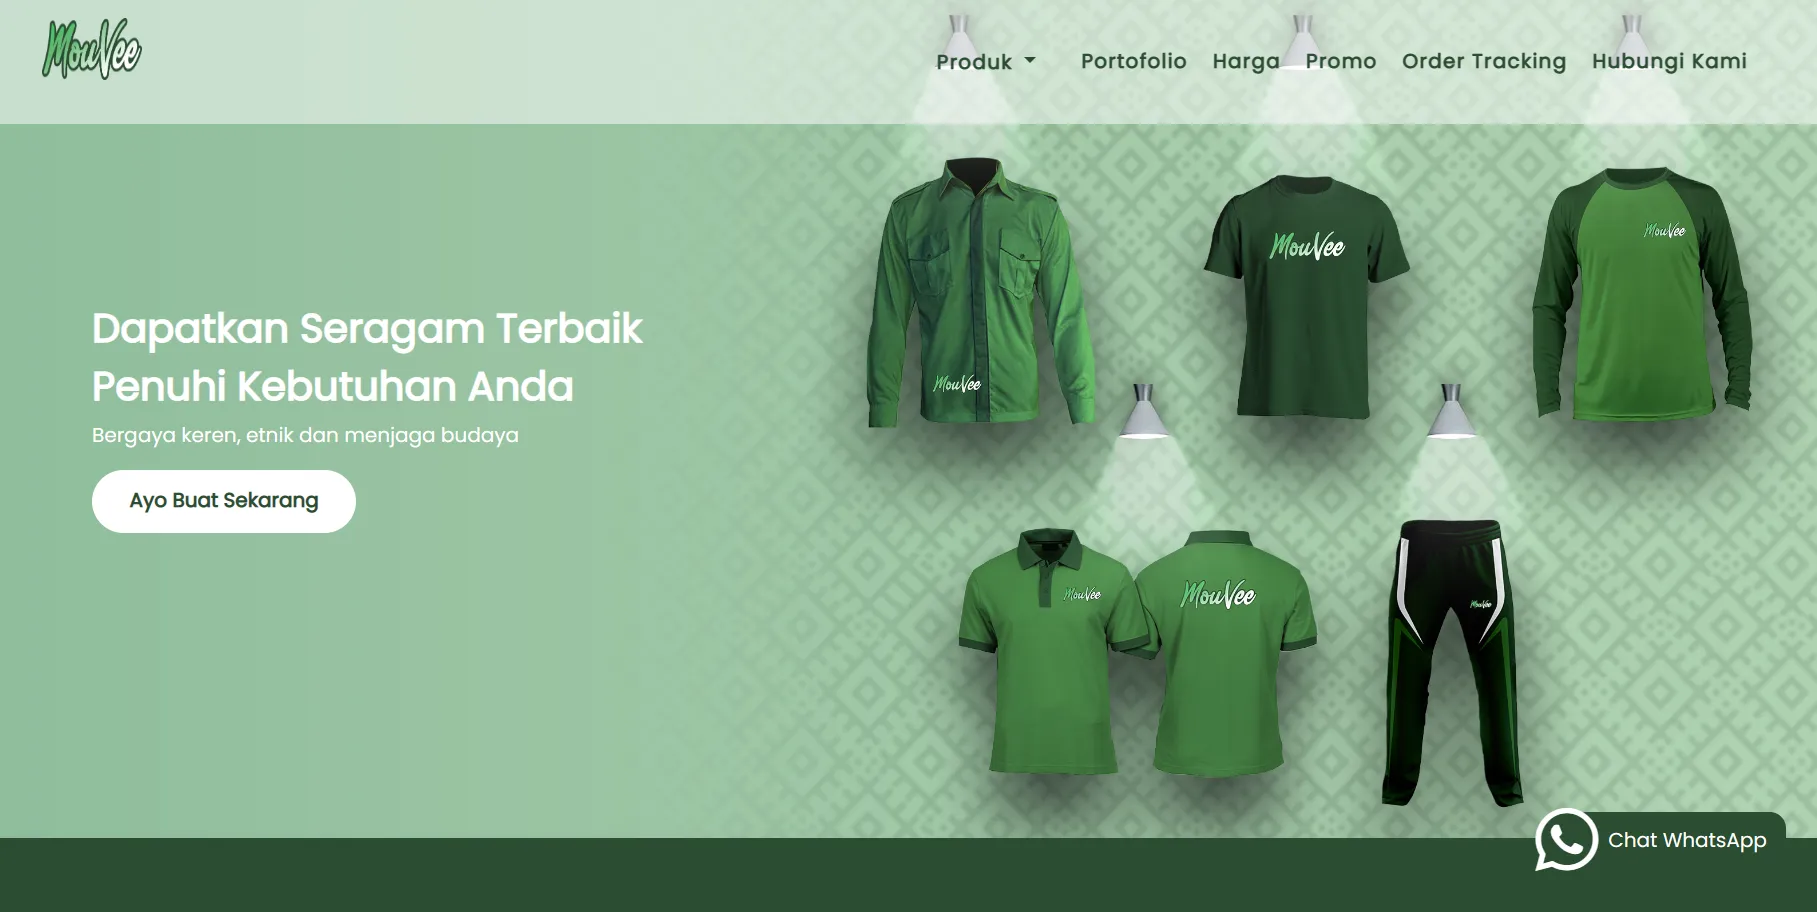 MouVee
Produk
Portofolio
Harga
Promo
Order Tracking
Hubungi Kami
MouVee
MouVee
MouVee
Dapatkan Seragam Terbaik
Penuhi Kebutuhan Anda
Bergaya keren, etnik dan menjaga budaya
Ayo Buat Sekarang
MouVee
MouVee
MouVee
Chat WhatsApp